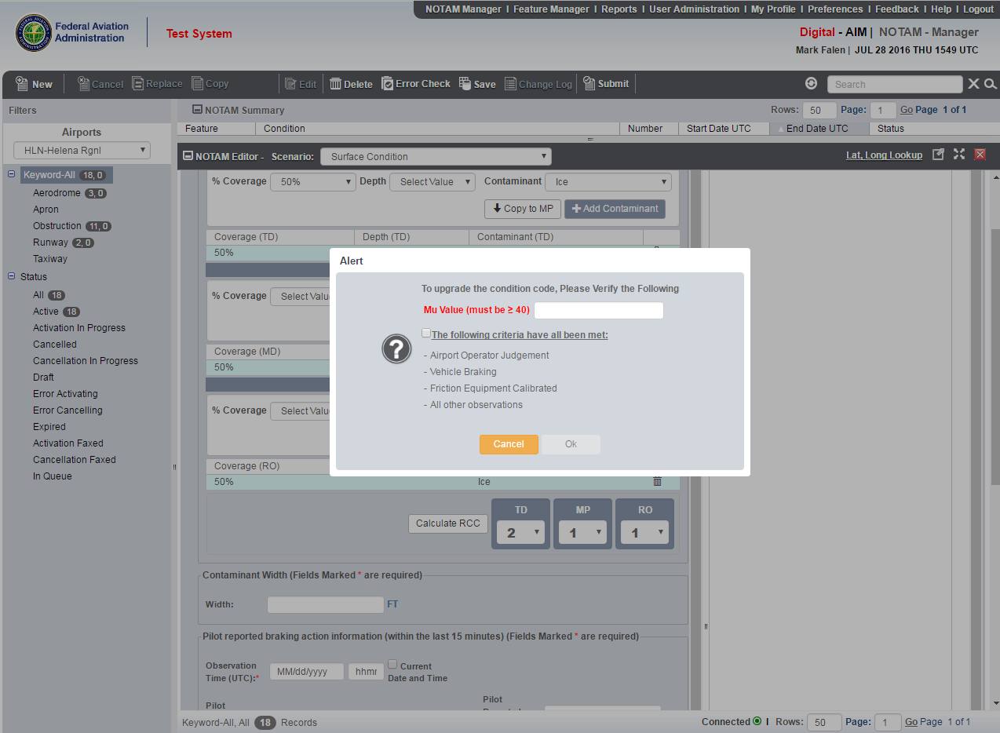 NOTAM Manager | Feature Manager | Reports | User Administration | My Profile | Preferences | Feedback | Help | Logout
Federal Aviation
Administration
Test System
Digital - AIM | NOTAM - Manager
Mark Falen | JUL 28 2016 THU 1549 UTC
New Cancel Replace Copy Edit Delete Error Check Save Change Log Submit Search
Filters
NOTAM Summary Rows: 50 Page: 1 Go Page 1 of 1
Airports
Feature Condition Number Start Date UTC End Date UTC Status
HLN-Helena Rgnl
NOTAM Editor - Scenario: Surface Condition Lat, Long Lookup
Keyword-All 18, 0
Aerodrome 3, 0
Apron
Obstruction 11, 0
Runway 2, 0
Taxiway
Status
All 18
Active 18
Activation In Progress
Cancelled
Cancellation In Progress
Draft
Error Activating
Error Cancelling
Expired
Activation Faxed
Cancellation Faxed
In Queue
% Coverage 50% Depth Select Value Contaminant Ice
Copy to MP Add Contaminant
Coverage (TD) Depth (TD) Contaminant (TD)
50%
% Coverage Select Valu
Coverage (MD)
50%
% Coverage Select Valu
Coverage (RO)
50% Ice
Alert
To upgrade the condition code, Please Verify the Following
Mu Value (must be ≥ 40)
The following criteria have all been met:
- Airport Operator Judgement
- Vehicle Braking
- Friction Equipment Calibrated
- All other observations
Cancel Ok
TD MP RO
Calculate RCC
2 1 1
Contaminant Width (Fields Marked * are required)
Width: FT
Pilot reported braking action information (within the last 15 minutes) (Fields Marked * are required)
Observation
Time (UTC):* MM/dd/yyyy hhmr
Current
Date and Time
Pilot
Pilot
Keyword-All, All 18 Records
Connected | Rows: 50 Page: 1 Go Page 1 of 1